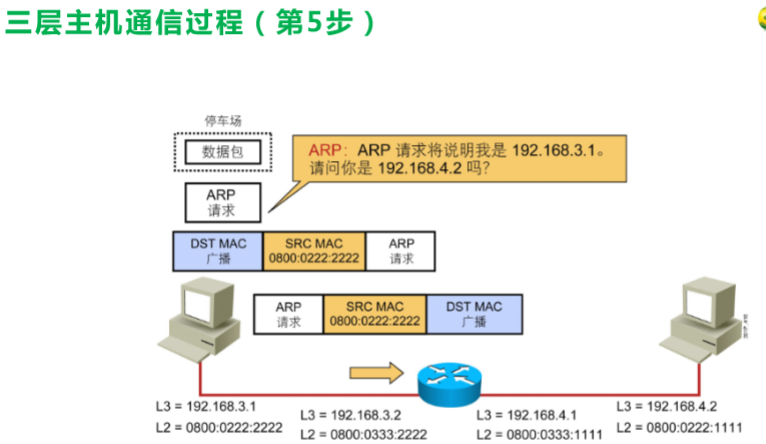 三层主机通信过程（第5步）
停车场
数据包
ARP：ARP 请求将说明我是 192.168.3.1。
请问你是 192.168.4.2 吗？
ARP
请求
DST MAC
广播
SRC MAC
0800:0222:2222
ARP
请求
ARP
请求
SRC MAC
0800:0222:2222
DST MAC
广播
L3 = 192.168.3.1
L2 = 0800:0222:2222
L3 = 192.168.3.2
L2 = 0800:0333:2222
L3 = 192.168.4.1
L2 = 0800:0333:1111
L3 = 192.168.4.2
L2 = 0800:0222:1111